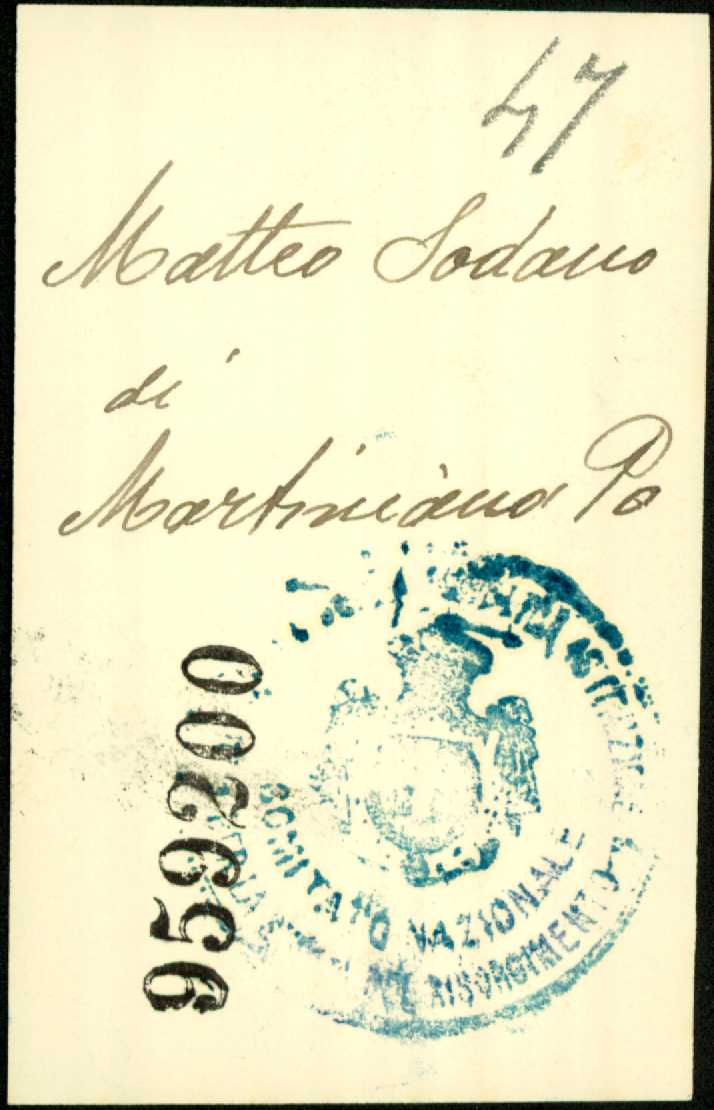 47
Matteo Sodano
di
Martiniana Po
959200
COMITATO NAZIONALE
RISORGIMENTO